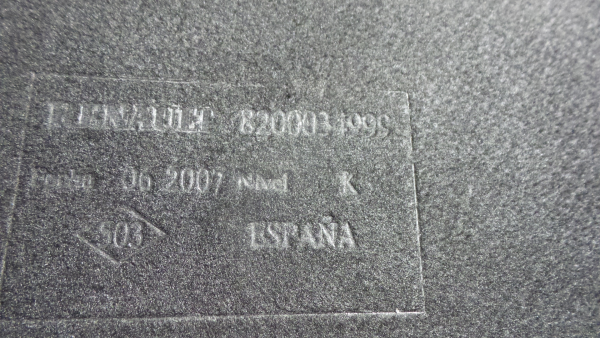 RENAULT 8200034999
Fecha 06 2007 Nivel K
503 ESPAÑA